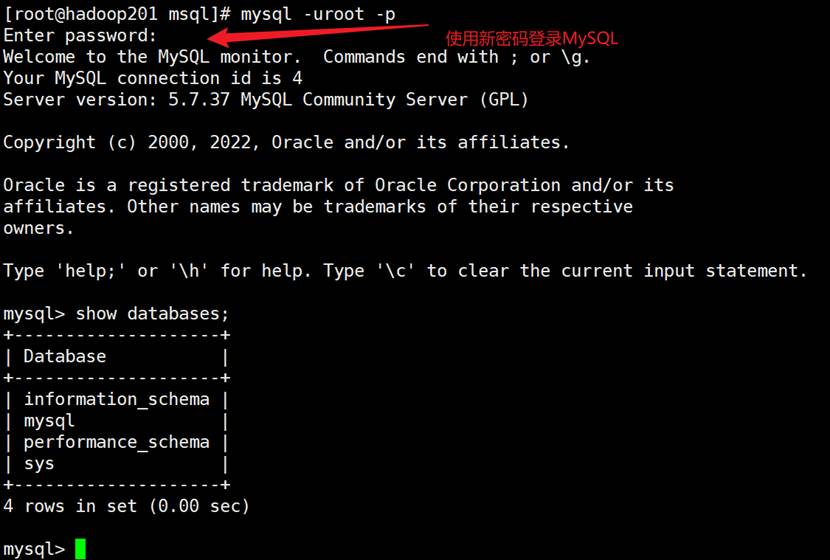 [root@hadoop201 msql]# mysql -uroot -p
Enter password:
使用新密码登录MySQL
Welcome to the MySQL monitor.  Commands end with ; or \g.
Your MySQL connection id is 4
Server version: 5.7.37 MySQL Community Server (GPL)
Copyright (c) 2000, 2022, Oracle and/or its affiliates.
Oracle is a registered trademark of Oracle Corporation and/or its
affiliates. Other names may be trademarks of their respective
owners.
Type 'help;' or '\h' for help. Type '\c' to clear the current input statement.
mysql> show databases;
+--------------------+
| Database           |
+--------------------+
| information_schema |
| mysql              |
| performance_schema |
| sys                |
+--------------------+
4 rows in set (0.00 sec)
mysql>